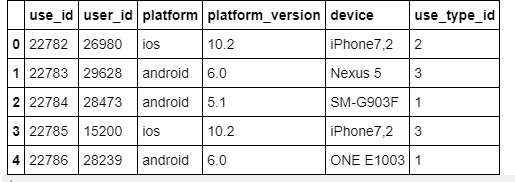 use_id user_id platform platform_version device use_type_id
0 22782 26980 ios 10.2 iPhone7,2 2
1 22783 29628 android 6.0 Nexus 5 3
2 22784 28473 android 5.1 SM-G903F 1
3 22785 15200 ios 10.2 iPhone7,2 3
4 22786 28239 android 6.0 ONE E1003 1